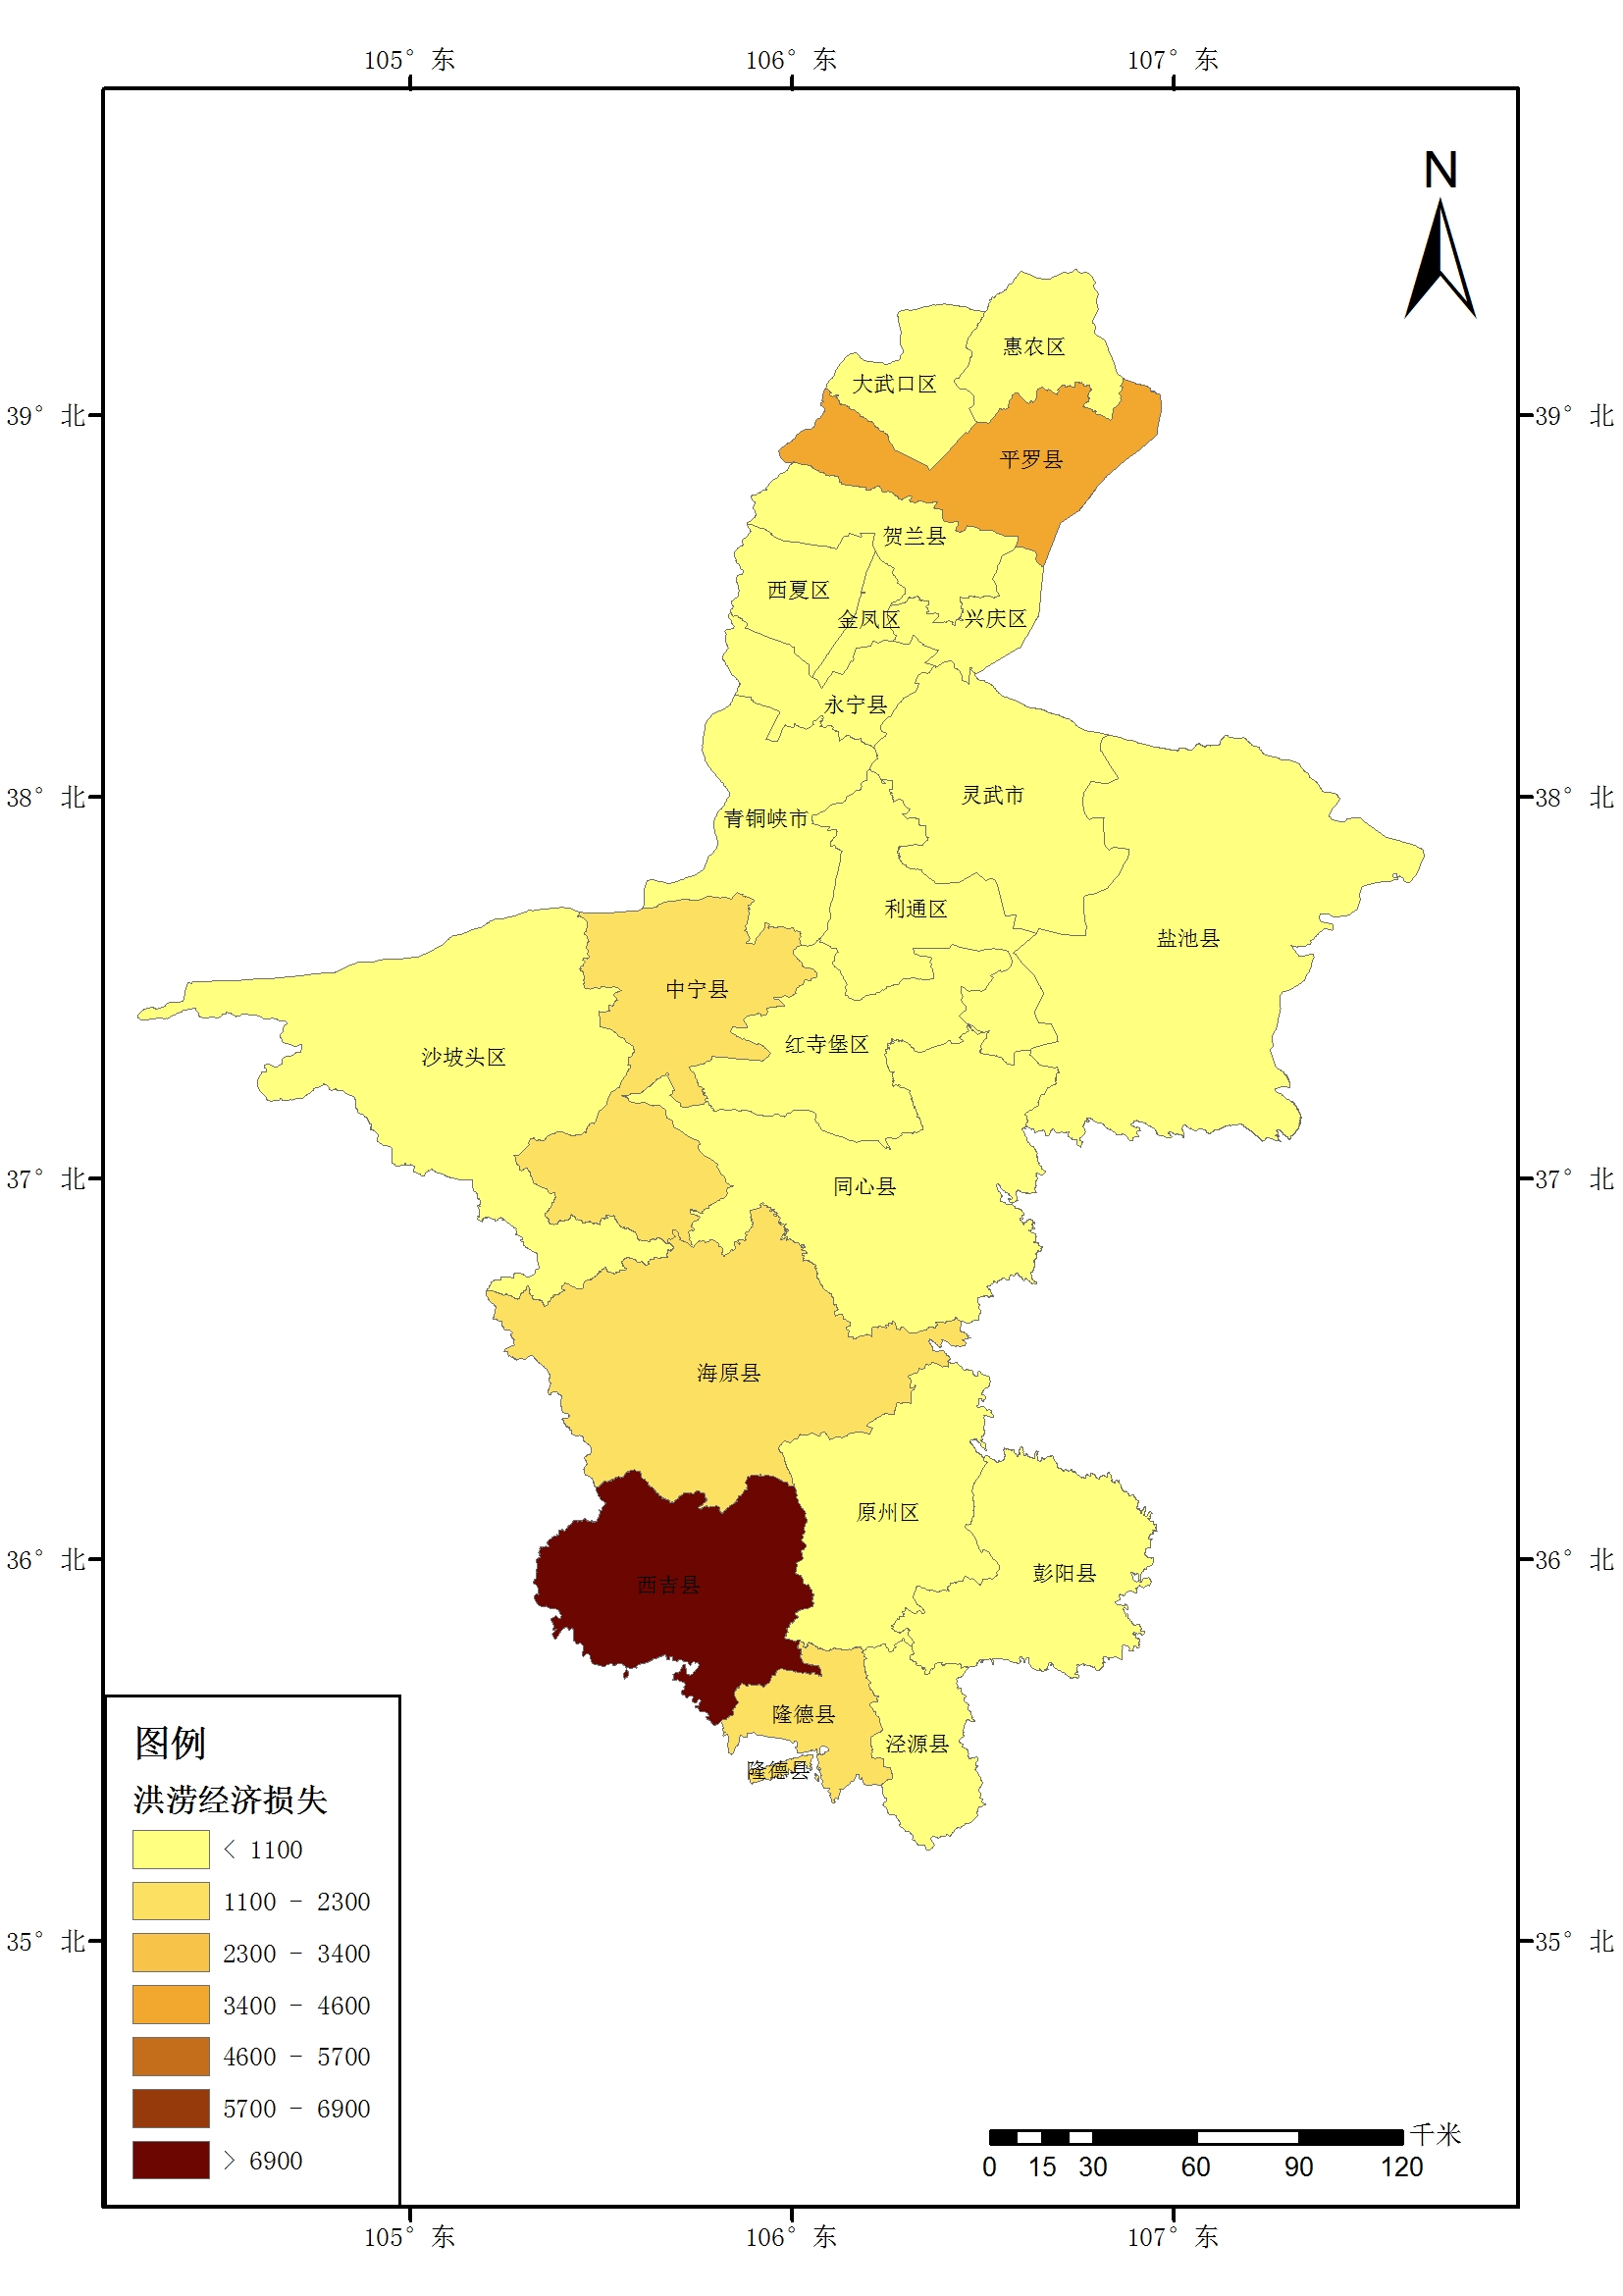 105° 东
106° 东
107° 东
N
惠农区
大武口区
39° 北
39° 北
平罗县
贺兰县
西夏区
金凤区
兴庆区
永宁县
38° 北
38° 北
灵武市
青铜峡市
利通区
盐池县
中宁县
红寺堡区
沙坡头区
37° 北
37° 北
同心县
海原县
原州区
36° 北
36° 北
彭阳县
西吉县
隆德县
泾源县
隆德县
图例
洪涝经济损失
< 1100
1100 - 2300
35° 北
35° 北
2300 - 3400
3400 - 4600
4600 - 5700
5700 - 6900
> 6900
千米
0 15 30 60 90 120
105° 东
106° 东
107° 东